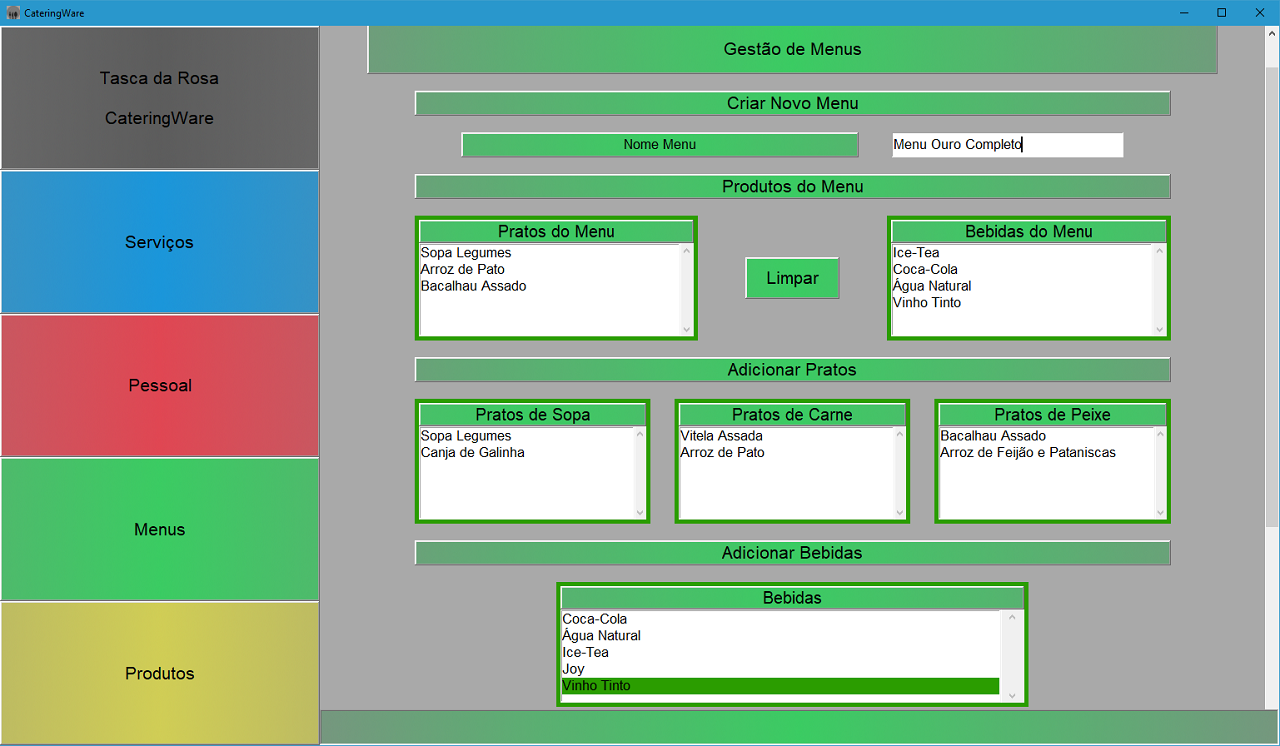 CateringWare
Tasca da Rosa
CateringWare
Serviços
Pessoal
Menus
Produtos
Gestão de Menus
Criar Novo Menu
Nome Menu
Menu Ouro Completo
Produtos do Menu
Pratos do Menu
Sopa Legumes
Arroz de Pato
Bacalhau Assado
Limpar
Bebidas do Menu
Ice-Tea
Coca-Cola
Água Natural
Vinho Tinto
Adicionar Pratos
Pratos de Sopa
Sopa Legumes
Canja de Galinha
Pratos de Carne
Vitela Assada
Arroz de Pato
Pratos de Peixe
Bacalhau Assado
Arroz de Feijão e Pataniscas
Adicionar Bebidas
Bebidas
Coca-Cola
Água Natural
Ice-Tea
Joy
Vinho Tinto